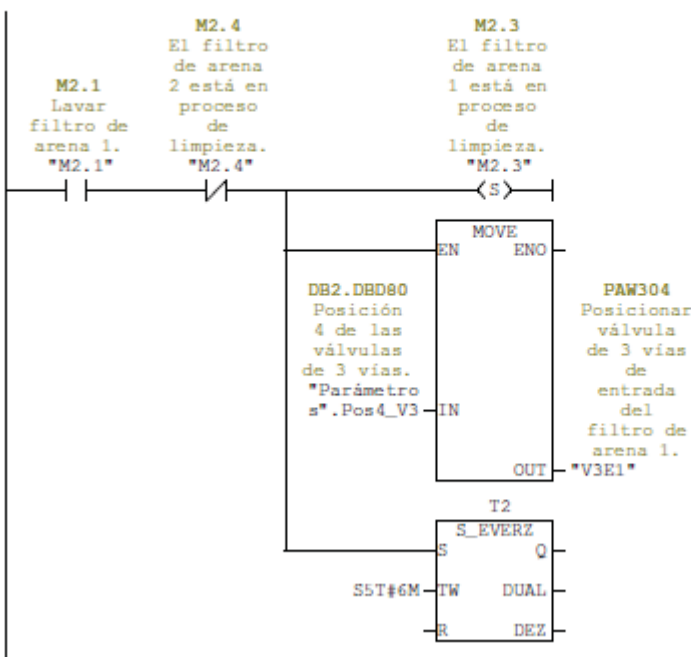 M2.4
El filtro
de arena
2 está en
proceso
de
limpieza.
"M2.4"
M2.3
El filtro
de arena
1 está en
proceso
de
limpieza.
"M2.3"
M2.1
Lavar
filtro de
arena 1.
"M2.1"
S
MOVE
EN ENO
DB2.DBD80
Posición
4 de las
válvulas
de 3 vías.
"Parámetro
s".Pos4_V3
IN
PAW304
Posicionar
válvula
de 3 vías
de
entrada
del
filtro de
arena 1.
OUT
"V3E1"
T2
S_EVERZ
S Q
S5T#6M TW DUAL
R DEZ